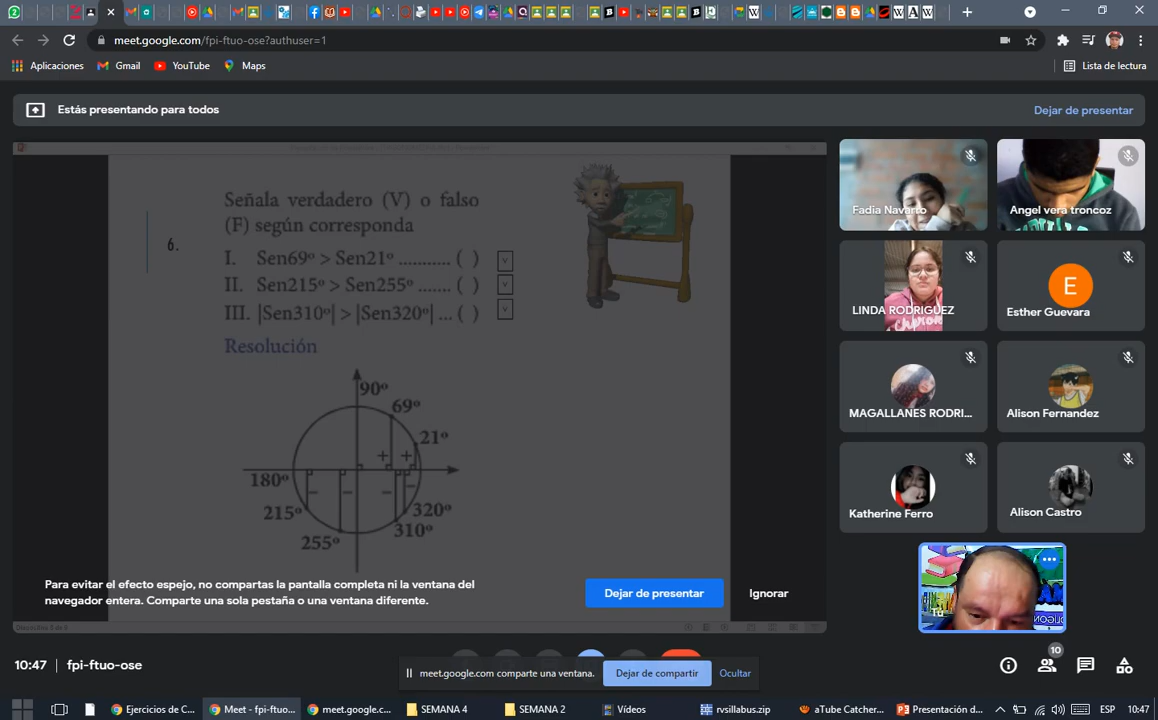 meet.google.com/fpi-ftuo-ose?authuser=1
Aplicaciones
Gmail
YouTube
Maps
Lista de lectura
Estás presentando para todos
Dejar de presentar
Señala verdadero (V) o falso
(F) según corresponda
6.
I. Sen69º > Sen21º .......... ( ) V
II. Sen215º > Sen255º ....... ( ) V
III. |Sen310º| > |Sen320º| ... ( ) V
Resolución
90º
69º
21º
+ +
180º
- - - -
215º
320º
310º
255º
Fadia Navarro
Angel vera troncoz
LINDA RODRIGUEZ
E
Esther Guevara
MAGALLANES RODRI...
Alison Fernandez
Katherine Ferro
Alison Castro
Tú
Para evitar el efecto espejo, no compartas la pantalla completa ni la ventana del
navegador entera. Comparte una sola pestaña o una ventana diferente.
Dejar de presentar
Ignorar
10:47
fpi-ftuo-ose
10
meet.google.com comparte una ventana.
Dejar de compartir
Ocultar
Ejercicios de C...
Meet - fpi-ftuo...
meet.google.c...
SEMANA 4
SEMANA 2
Vídeos
rvsillabus.zip
aTube Catcher...
Presentación d...
ESP
10:47